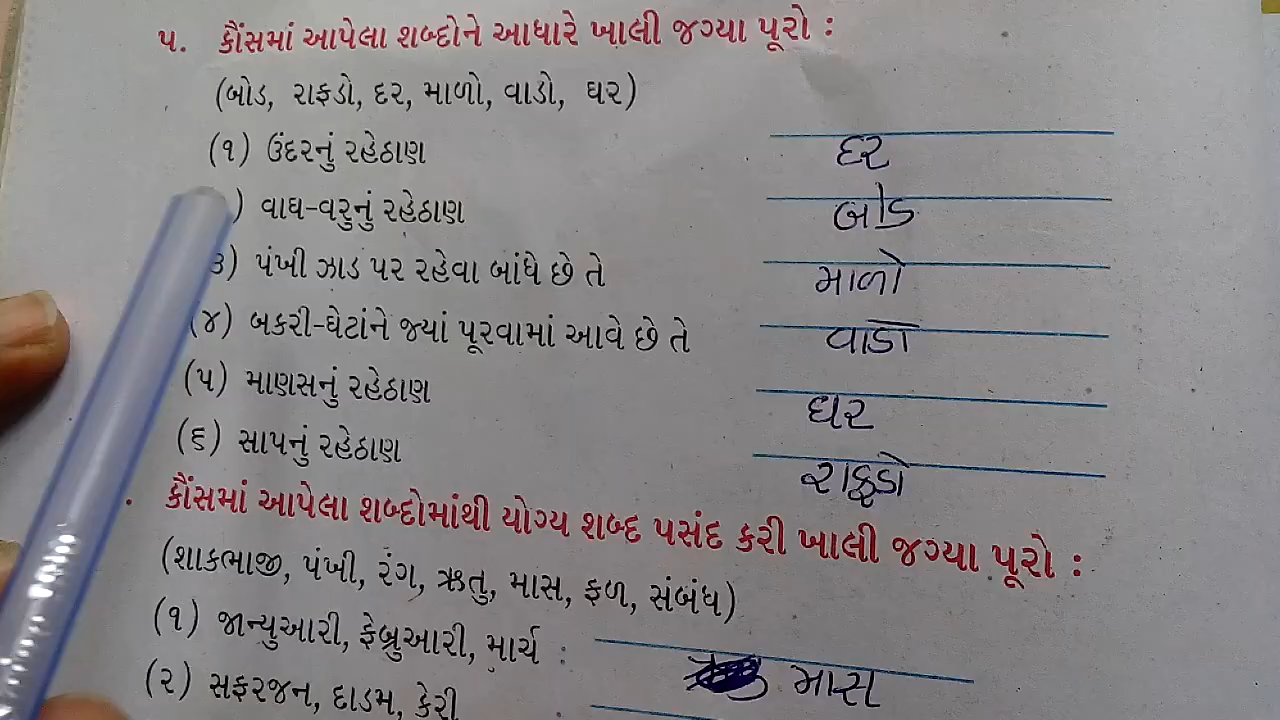 ૫. કૌંસમાં આપેલા શબ્દોને આધારે ખાલી જગ્યા પૂરો :
(બોડ, રાફડો, દર, માળો, વાડો, ઘર)
(૧) ઉંદરનું રહેઠાણ દર
) વાઘ-વરુનું રહેઠાણ બોડ
૩) પંખી ઝાડ પર રહેવા બાંધે છે તે માળો
(૪) બકરી-ઘેટાંને જ્યાં પૂરવામાં આવે છે તે વાડો
(૫) માણસનું રહેઠાણ ઘર
(૬) સાપનું રહેઠાણ રાફડો
. કૌંસમાં આપેલા શબ્દોમાંથી યોગ્ય શબ્દ પસંદ કરી ખાલી જગ્યા પૂરો :
(શાકભાજી, પંખી, રંગ, ઋતુ, માસ, ફળ, સંબંધ)
(૧) જાન્યુઆરી, ફેબ્રુઆરી, માર્ચ : માસ
(૨) સફરજન, દાડમ, કેરી